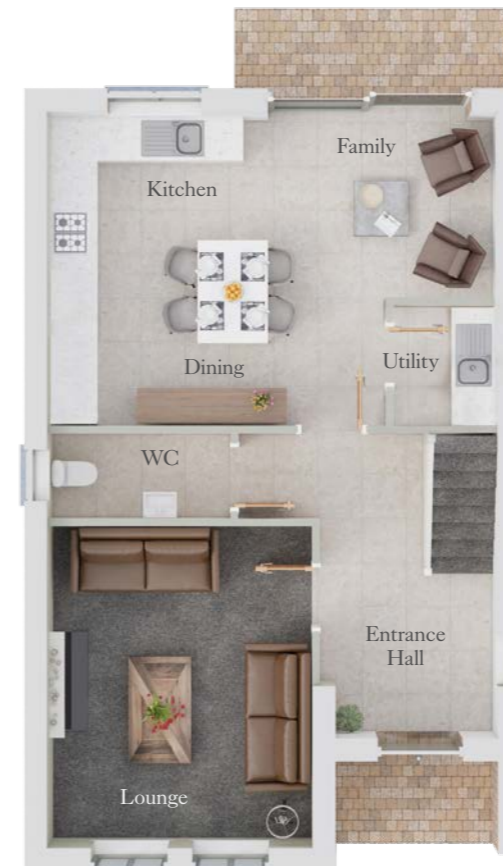 Family
Kitchen
Dining
Utility
WC
Entrance
Hall
Lounge